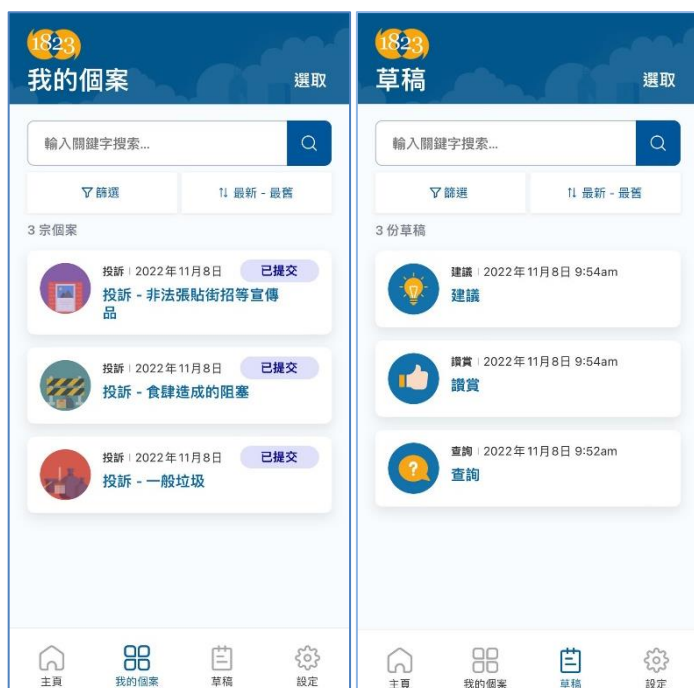 1823
我的個案
選取
輸入關鍵字搜索...
篩選
最新 - 最舊
3 宗個案
投訴 | 2022年11月8日 已提交
投訴 - 非法張貼街招等宣傳
品
投訴 | 2022年11月8日 已提交
投訴 - 食肆造成的阻塞
投訴 | 2022年11月8日 已提交
投訴 - 一般垃圾
主頁
我的個案
草稿
設定
1823
草稿
選取
輸入關鍵字搜索...
篩選
最新 - 最舊
3 份草稿
建議 | 2022年11月8日 9:54am
建議
讚賞 | 2022年11月8日 9:54am
讚賞
查詢 | 2022年11月8日 9:52am
查詢
主頁
我的個案
草稿
設定